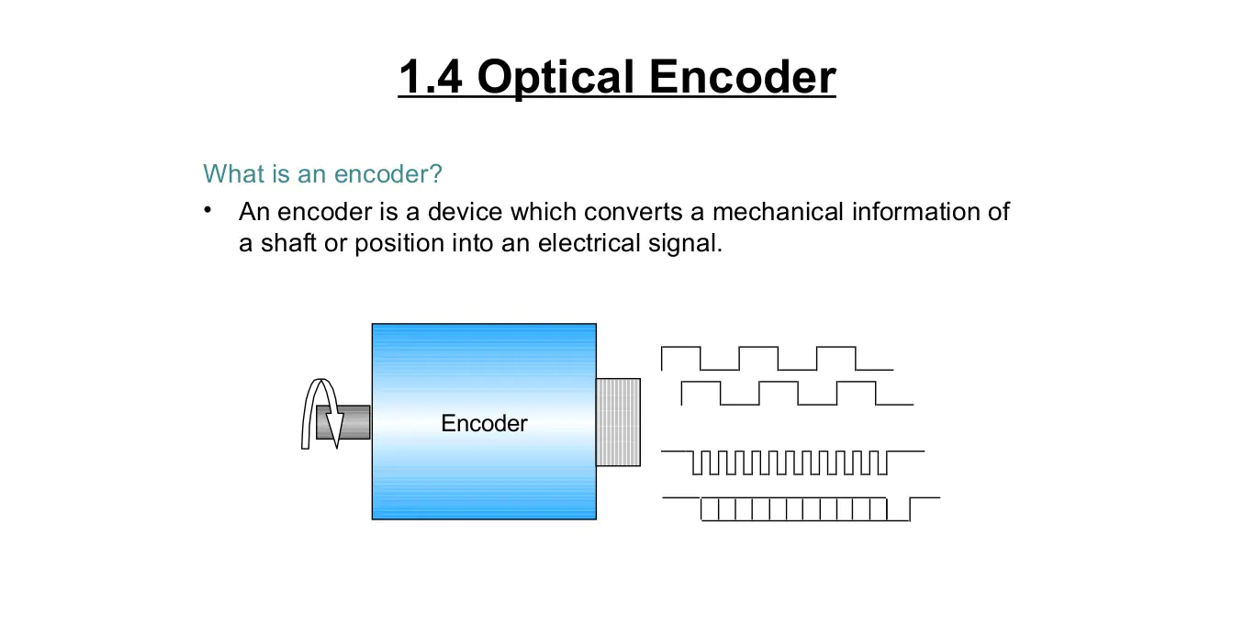 1.4 Optical Encoder
What is an encoder?
• An encoder is a device which converts a mechanical information of
a shaft or position into an electrical signal.
Encoder